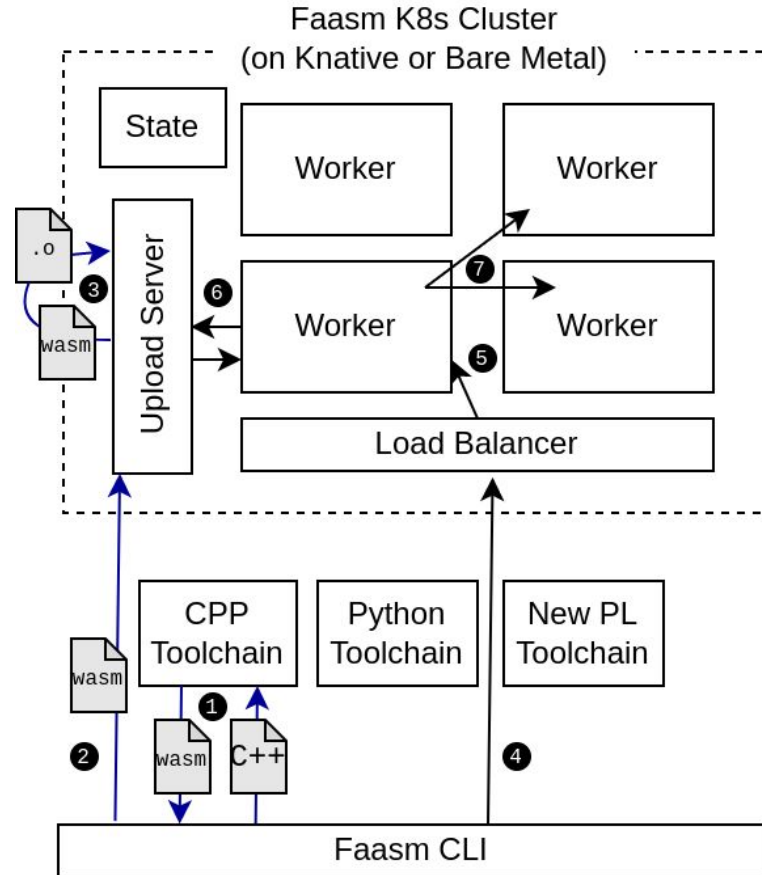 Faasm K8s Cluster
(on Knative or Bare Metal)
State
Worker
Worker
.o
3
wasm
Upload Server
6
Worker
7
Worker
5
Load Balancer
CPP
Toolchain
Python
Toolchain
New PL
Toolchain
wasm
2
1
wasm
C++
4
Faasm CLI